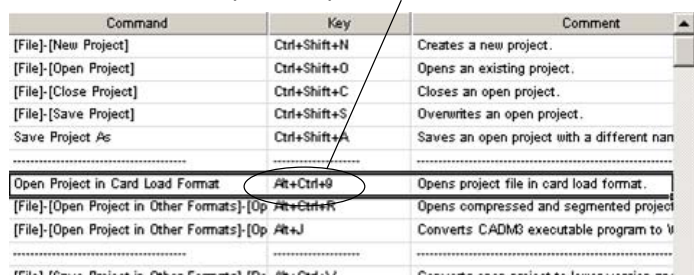 Command Key Comment
[File]-[New Project] Ctrl+Shift+N Creates a new project.
[File]-[Open Project] Ctrl+Shift+O Opens an existing project.
[File]-[Close Project] Ctrl+Shift+C Closes an open project.
[File]-[Save Project] Ctrl+Shift+S Overwrites an open project.
Save Project As Ctrl+Shift+A Saves an open project with a different nam
Open Project in Card Load Format Alt+Ctrl+9 Opens project file in card load format.
[File]-[Open Project in Other Formats]-[Op Alt+Ctrl+R Opens compressed and segmented project
[File]-[Open Project in Other Formats]-[Op Alt+J Converts CADM3 executable program to W